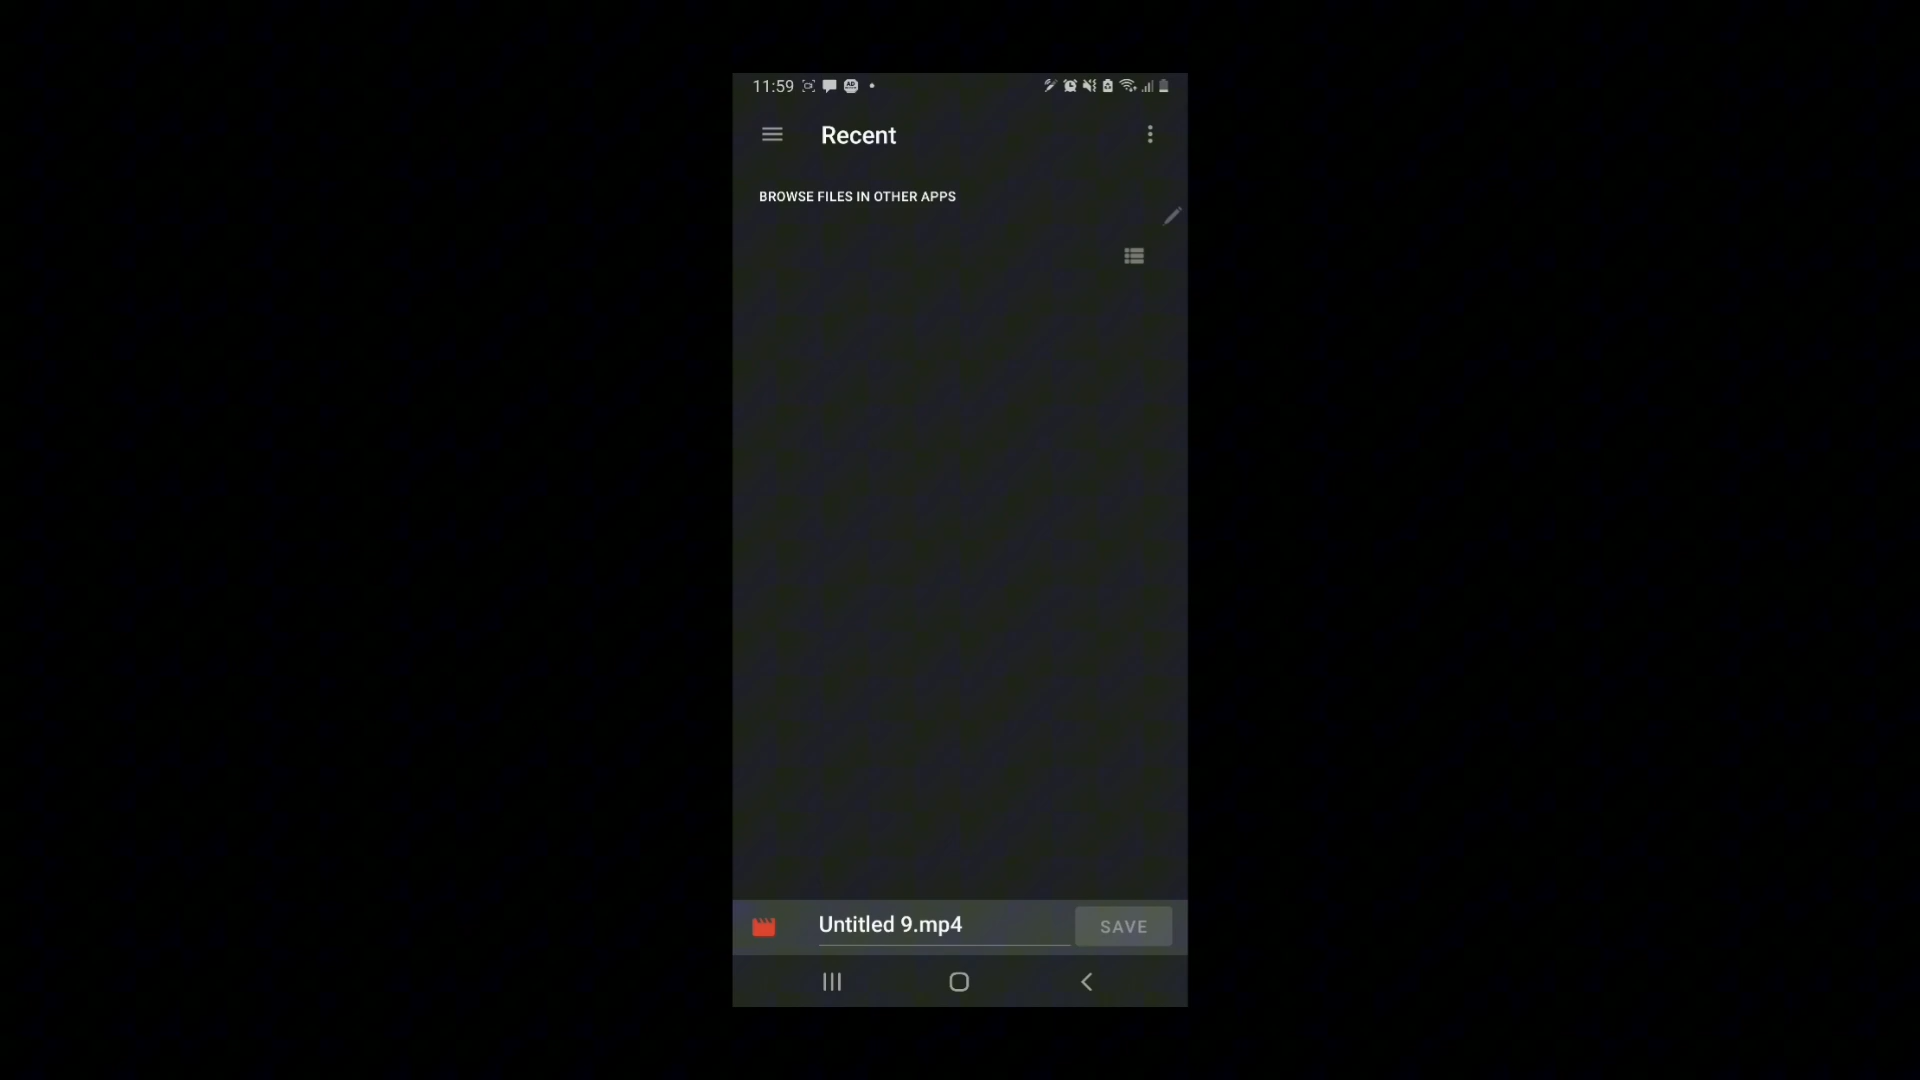 11:59
Recent
BROWSE FILES IN OTHER APPS
Untitled 9.mp4
SAVE